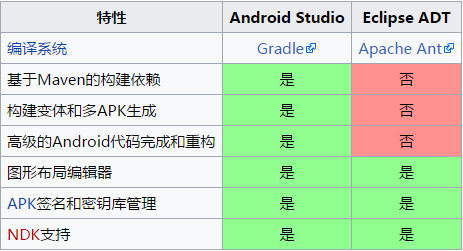 特性 Android Studio Eclipse ADT
编译系统 Gradle Apache Ant
基于Maven的构建依赖 是 否
构建变体和多APK生成 是 否
高级的Android代码完成和重构 是 否
图形布局编辑器 是 是
APK签名和密钥库管理 是 是
NDK支持 是 是